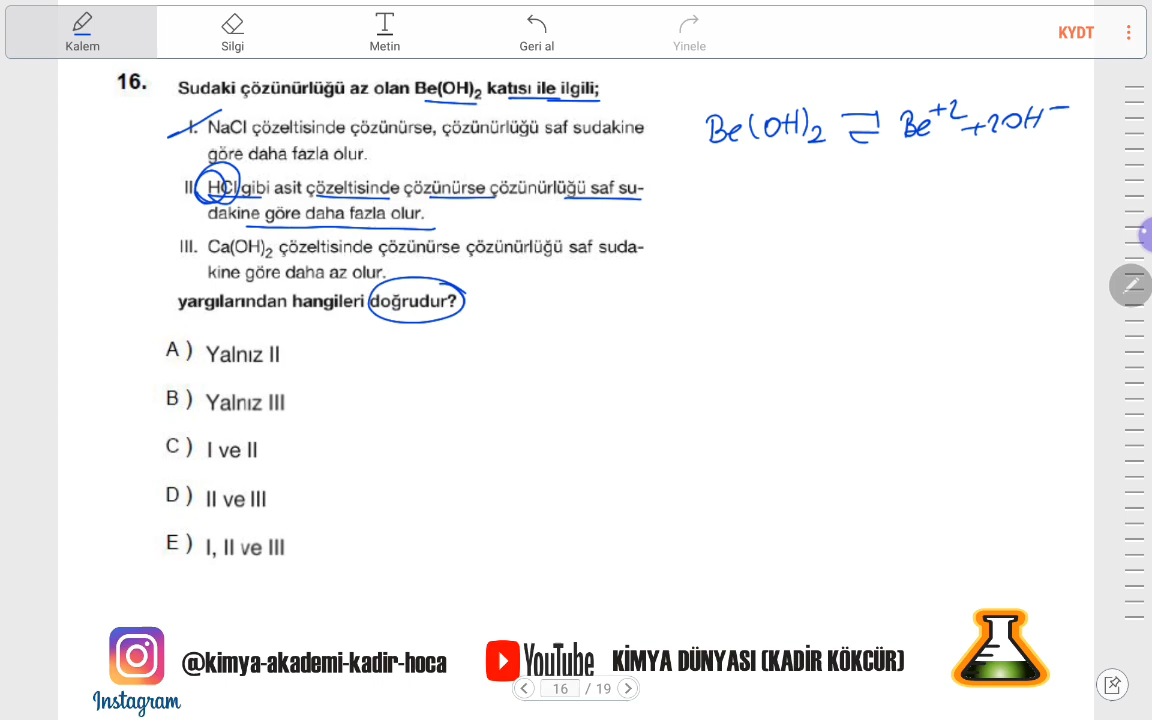 Kalem
Silgi
Metin
Geri al
Yinele
KYDT
16. Sudaki çözünürlüğü az olan Be(OH)₂ katısı ile ilgili;
I. NaCl çözeltisinde çözünürse, çözünürlüğü saf sudakine
göre daha fazla olur.
II. HCl gibi asit çözeltisinde çözünürse çözünürlüğü saf su-
dakine göre daha fazla olur.
III. Ca(OH)₂ çözeltisinde çözünürse çözünürlüğü saf suda-
kine göre daha az olur.
yargılarından hangileri doğrudur?
Be(OH)₂ ⇌ Be⁺² + 2OH⁻
A ) Yalnız II
B ) Yalnız III
C ) I ve II
D ) II ve III
E ) I, II ve III
Instagram
@kimya-akademi-kadir-hoca
YouTube
KİMYA DÜNYASI (KADİR KÖKCÜR)
16 / 19